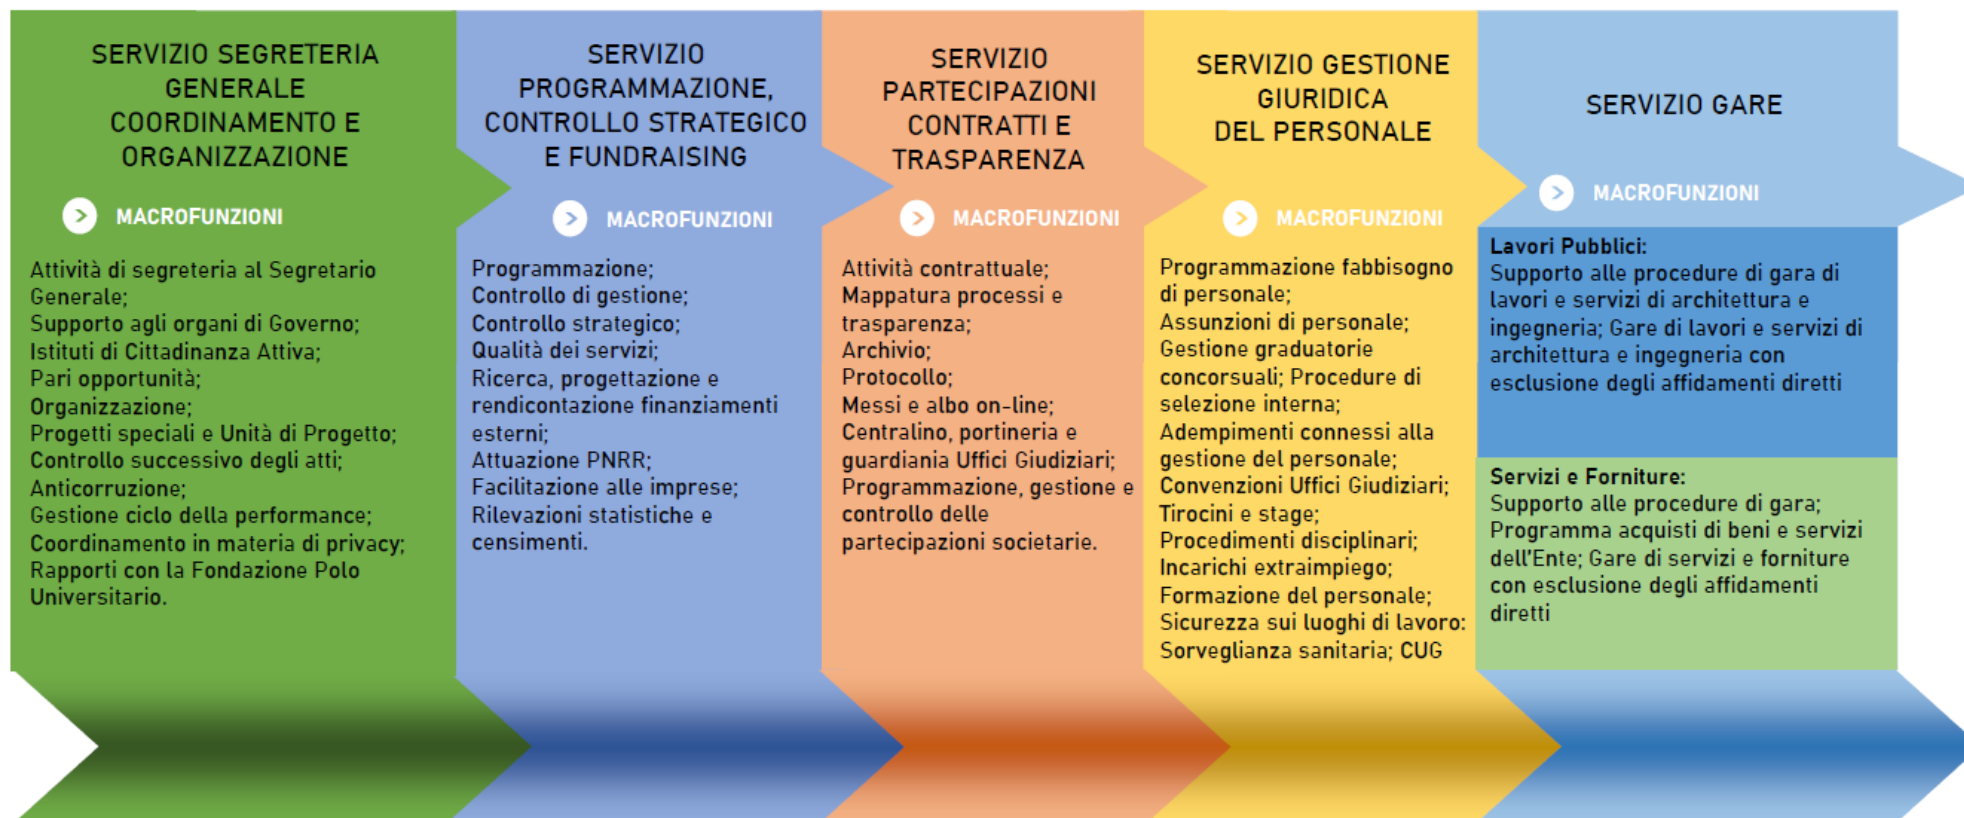 SERVIZIO SEGRETERIA
GENERALE
COORDINAMENTO E
ORGANIZZAZIONE
MACROFUNZIONI
Attività di segreteria al Segretario
Generale;
Supporto agli organi di Governo;
Istituti di Cittadinanza Attiva;
Pari opportunità;
Organizzazione;
Progetti speciali e Unità di Progetto;
Controllo successivo degli atti;
Anticorruzione;
Gestione ciclo della performance;
Coordinamento in materia di privacy;
Rapporti con la Fondazione Polo
Universitario.
SERVIZIO
PROGRAMMAZIONE,
CONTROLLO STRATEGICO
E FUNDRAISING
MACROFUNZIONI
Programmazione;
Controllo di gestione;
Controllo strategico;
Qualità dei servizi;
Ricerca, progettazione e
rendicontazione finanziamenti
esterni;
Attuazione PNRR;
Facilitazione alle imprese;
Rilevazioni statistiche e
censimenti.
SERVIZIO
PARTECIPAZIONI
CONTRATTI E
TRASPARENZA
MACROFUNZIONI
Attività contrattuale;
Mappatura processi e
trasparenza;
Archivio;
Protocollo;
Messi e albo on-line;
Centralino, portineria e
guardiania Uffici Giudiziari;
Programmazione, gestione e
controllo delle
partecipazioni societarie.
SERVIZIO GESTIONE
GIURIDICA
DEL PERSONALE
MACROFUNZIONI
Programmazione fabbisogno
di personale;
Assunzioni di personale;
Gestione graduatorie
concorsuali; Procedure di
selezione interna;
Adempimenti connessi alla
gestione del personale;
Convenzioni Uffici Giudiziari;
Tirocini e stage;
Procedimenti disciplinari;
Incarichi extraimpiego;
Formazione del personale;
Sicurezza sui luoghi di lavoro:
Sorveglianza sanitaria; CUG
SERVIZIO GARE
MACROFUNZIONI
Lavori Pubblici:
Supporto alle procedure di gara di
lavori e servizi di architettura e
ingegneria; Gare di lavori e servizi di
architettura e ingegneria con
esclusione degli affidamenti diretti
Servizi e Forniture:
Supporto alle procedure di gara;
Programma acquisti di beni e servizi
dell'Ente; Gare di servizi e forniture
con esclusione degli affidamenti
diretti